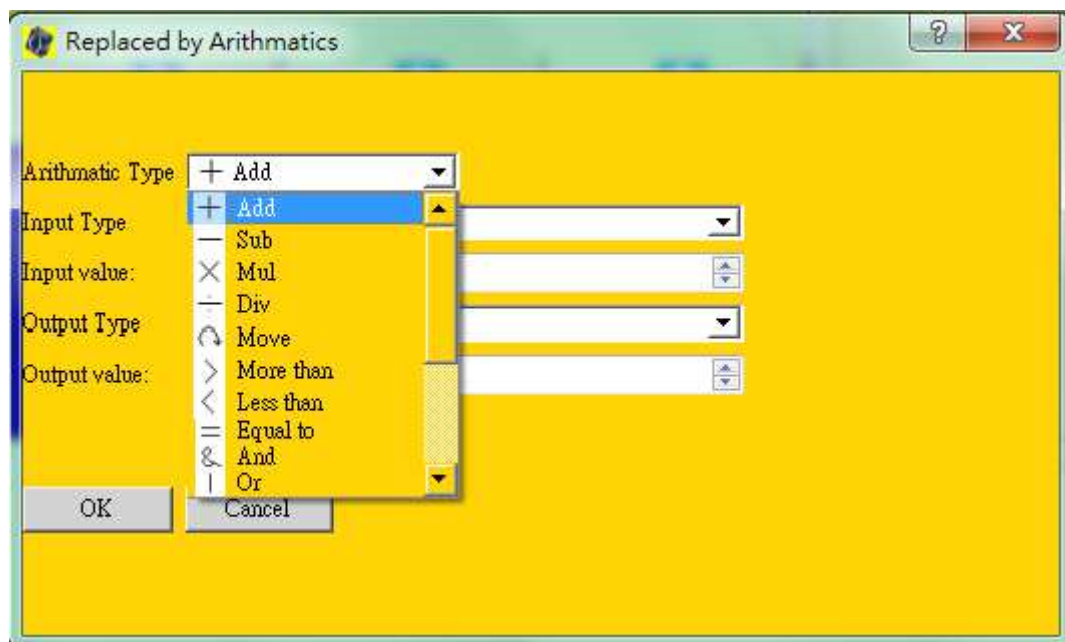 Replaced by Arithmatics
Arithmatic Type
+ Add
Input Type
Input value:
Output Type
Output value:
+ Add
— Sub
× Mul
÷ Div
Move
> More than
< Less than
= Equal to
& And
| Or
OK
Cancel